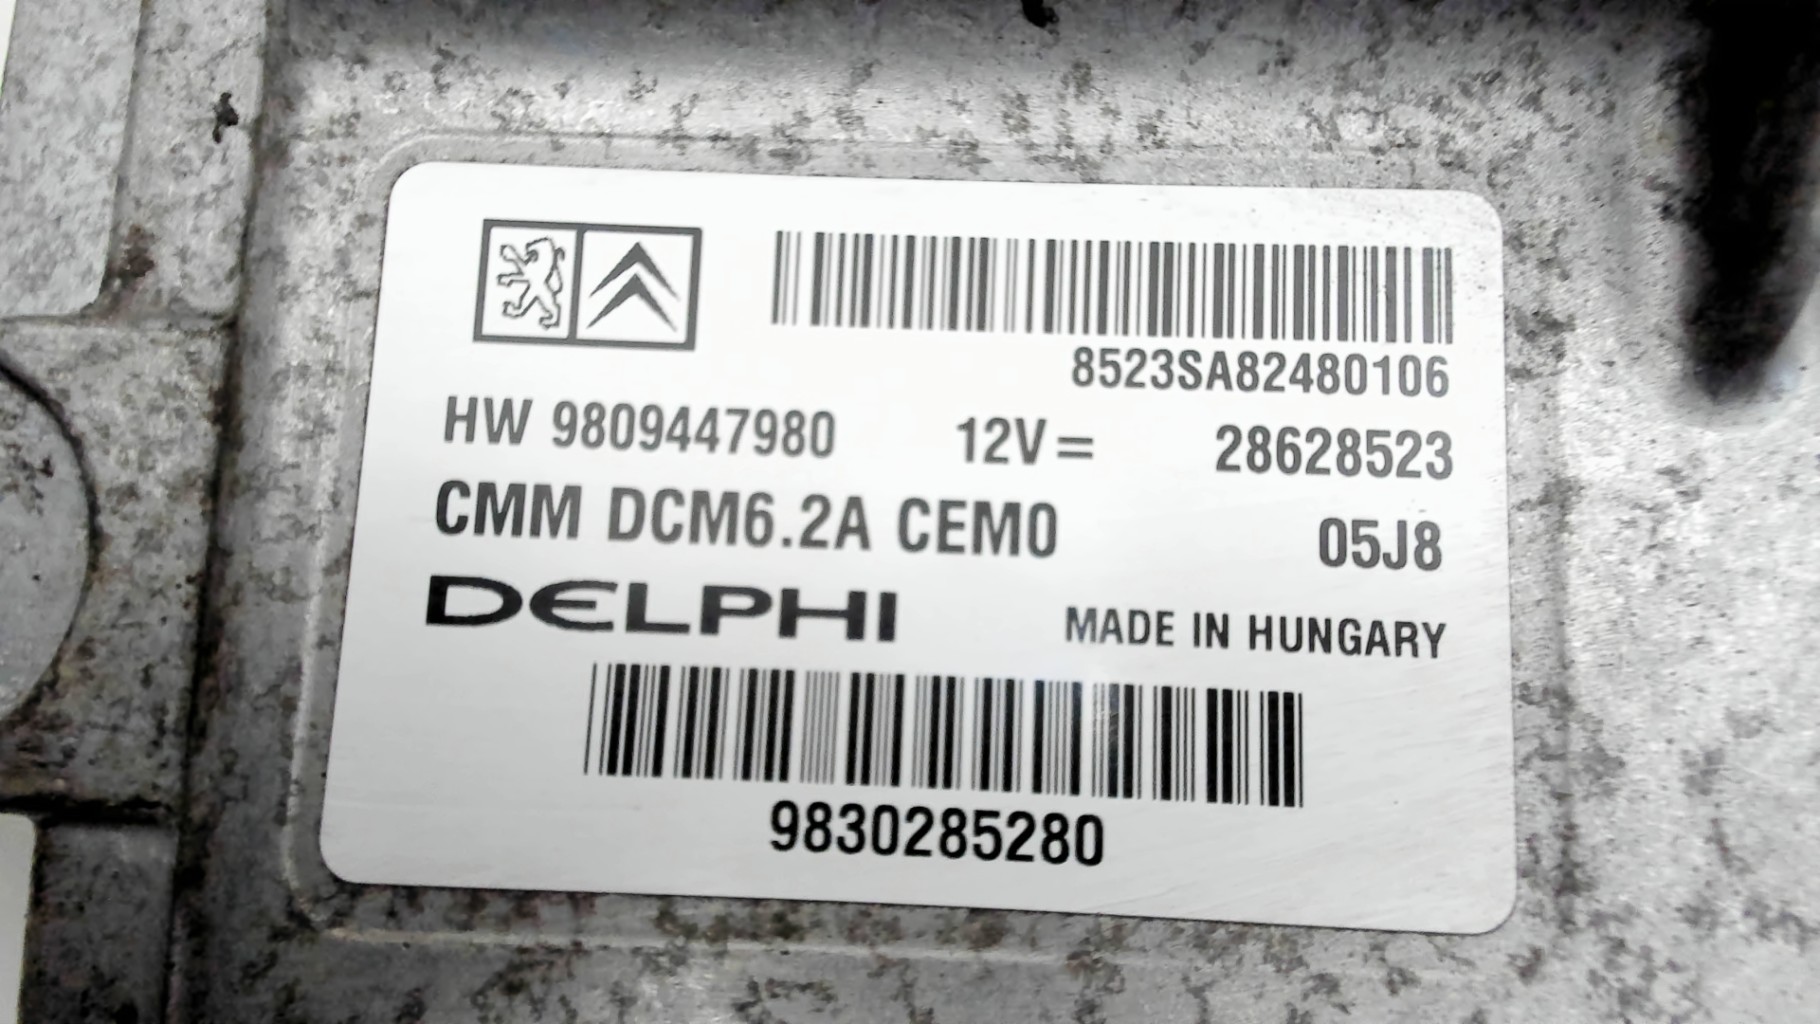 8523SA82480106
HW 9809447980 12V= 28628523
CMM DCM6.2A CEM0 05J8
DELPHI MADE IN HUNGARY
9830285280